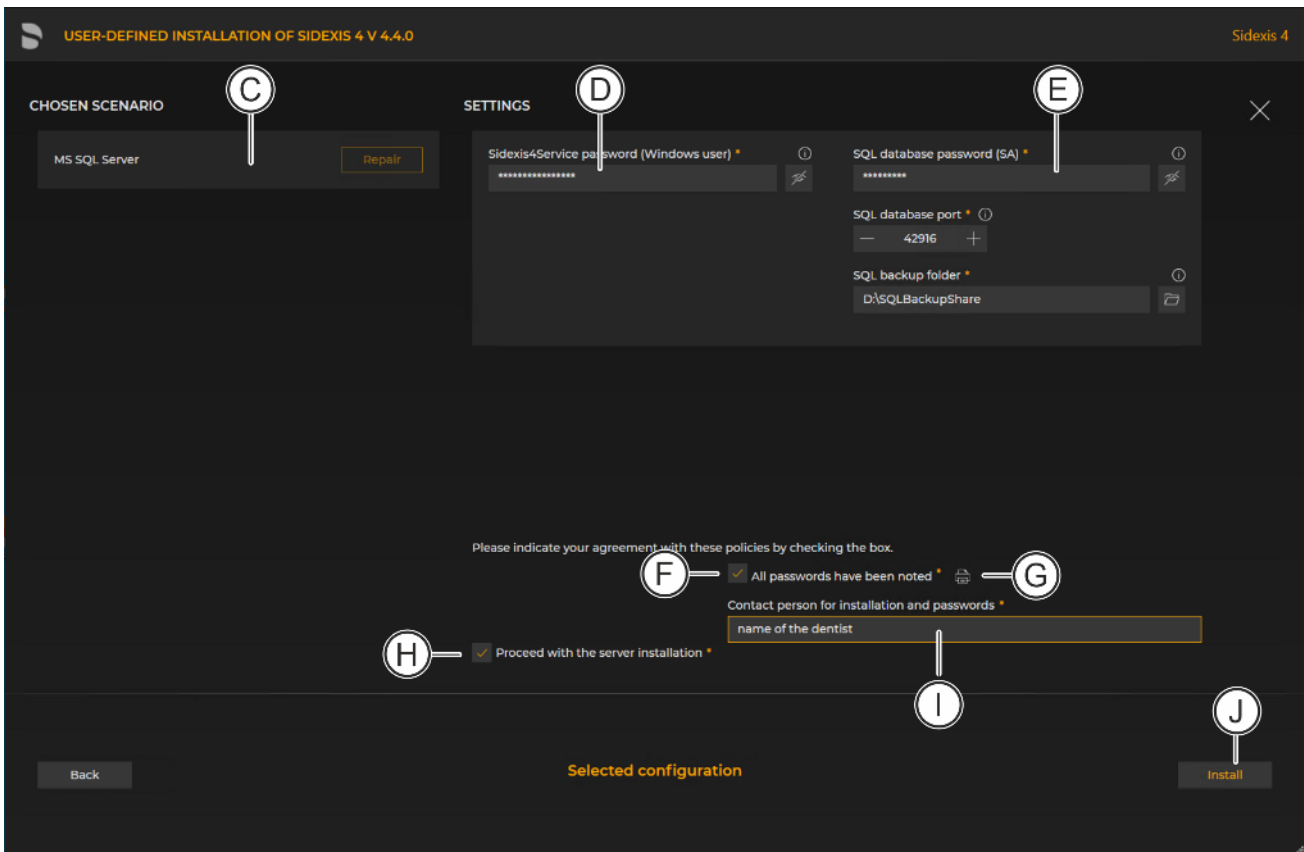 USER-DEFINED INSTALLATION OF SIDEXIS 4 V 4.4.0
Sidexis 4
C
D
E
CHOSEN SCENARIO
SETTINGS
MS SQL Server
Repair
Sidexis4Service password (Windows user) *
****************
SQL database password (SA) *
*********
SQL database port *
42916
SQL backup folder *
D:\SQLBackupShare
Please indicate your agreement with these policies by checking the box.
F
All passwords have been noted *
G
Contact person for installation and passwords *
name of the dentist
H
Proceed with the server installation *
I
J
Back
Selected configuration
Install